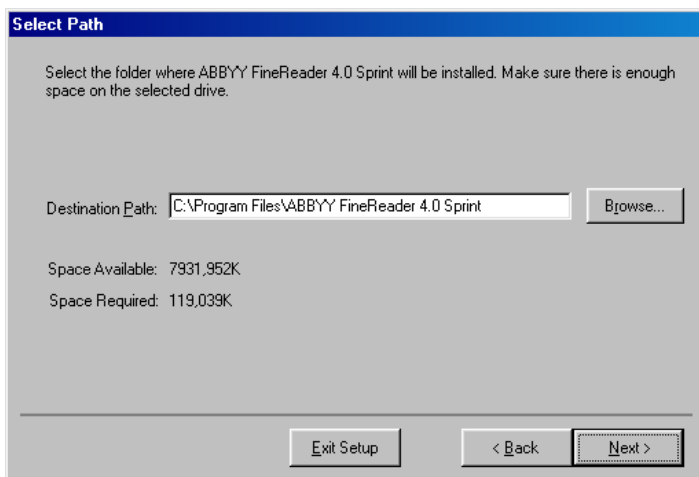 Select Path
Select the folder where ABBYY FineReader 4.0 Sprint will be installed. Make sure there is enough
space on the selected drive.
Destination Path: C:\Program Files\ABBYY FineReader 4.0 Sprint Browse...
Space Available: 7931,952K
Space Required: 119,039K
Exit Setup < Back Next >